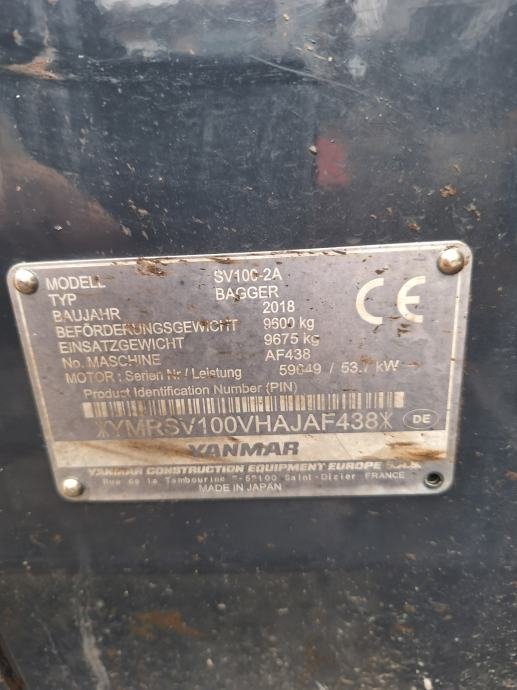 MODELL SV100-2A
TYP BAGGER
BAUJAHR 2018
BEFÖRDERUNGSGEWICHT 9600 kg
EINSATZGEWICHT 9675 kg
No. MASCHINE AF438
MOTOR : Serien Nr / Leistung 59649 / 53.7 kW
Product Identification Number (PIN)
XYMRSV100VHAJAF438X
DE
CE
YANMAR
YANMAR CONSTRUCTION EQUIPMENT EUROPE S.A.S.
Rue de la Tambourine F-52100 Saint-Dizier FRANCE
MADE IN JAPAN